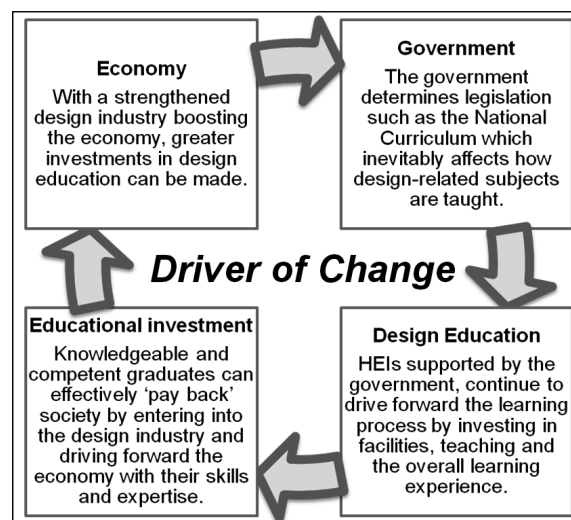 Economy
With a strengthened
design industry boosting
the economy, greater
investments in design
education can be made.
Government
The government
determines legislation
such as the National
Curriculum which
inevitably affects how
design-related subjects
are taught.
Driver of Change
Educational investment
Knowledgeable and
competent graduates can
effectively ‘pay back’
society by entering into
the design industry and
driving forward the
economy with their skills
and expertise.
Design Education
HEIs supported by the
government, continue to
drive forward the learning
process by investing in
facilities, teaching and
the overall learning
experience.